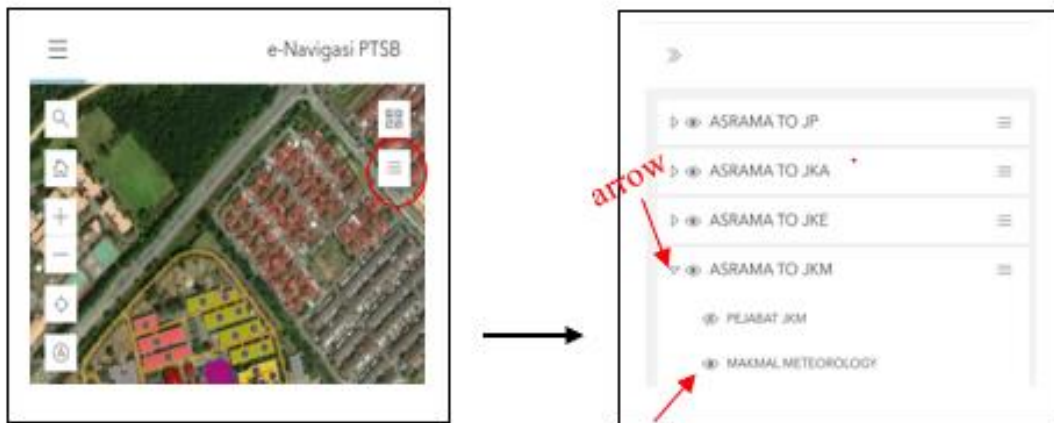 e-Navigasi PTSB
ASRAMA TO JP
ASRAMA TO JKA
arrow
ASRAMA TO JKE
ASRAMA TO JKM
PEJABAT JKM
MAKMAL METEOROLOGY